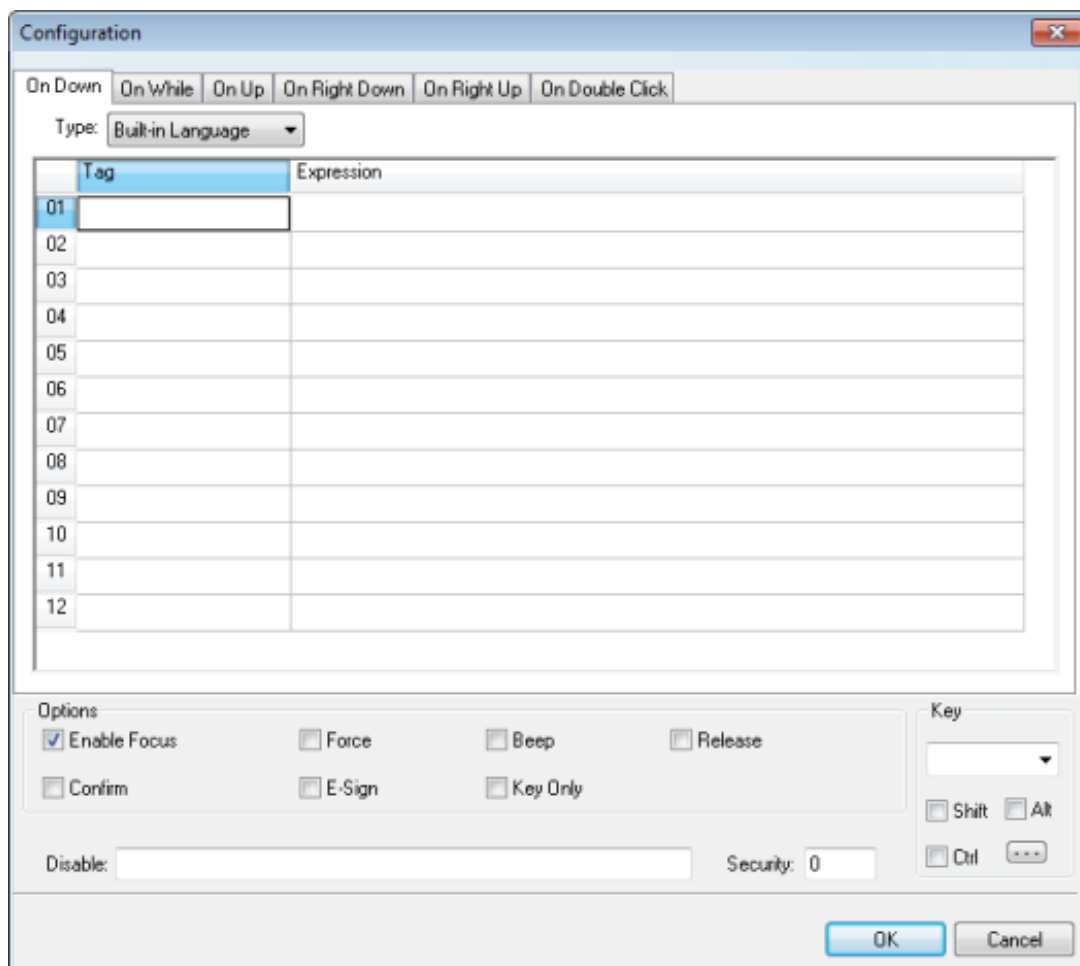 Configuration
On Down On While On Up On Right Down On Right Up On Double Click
Type: Built-in Language
Tag Expression
01
02
03
04
05
06
07
08
09
10
11
12
Options Key
Enable Focus Force Beep Release
Confirm E-Sign Key Only
Shift Alt
Disable: Security: 0 Ctrl ...
OK Cancel